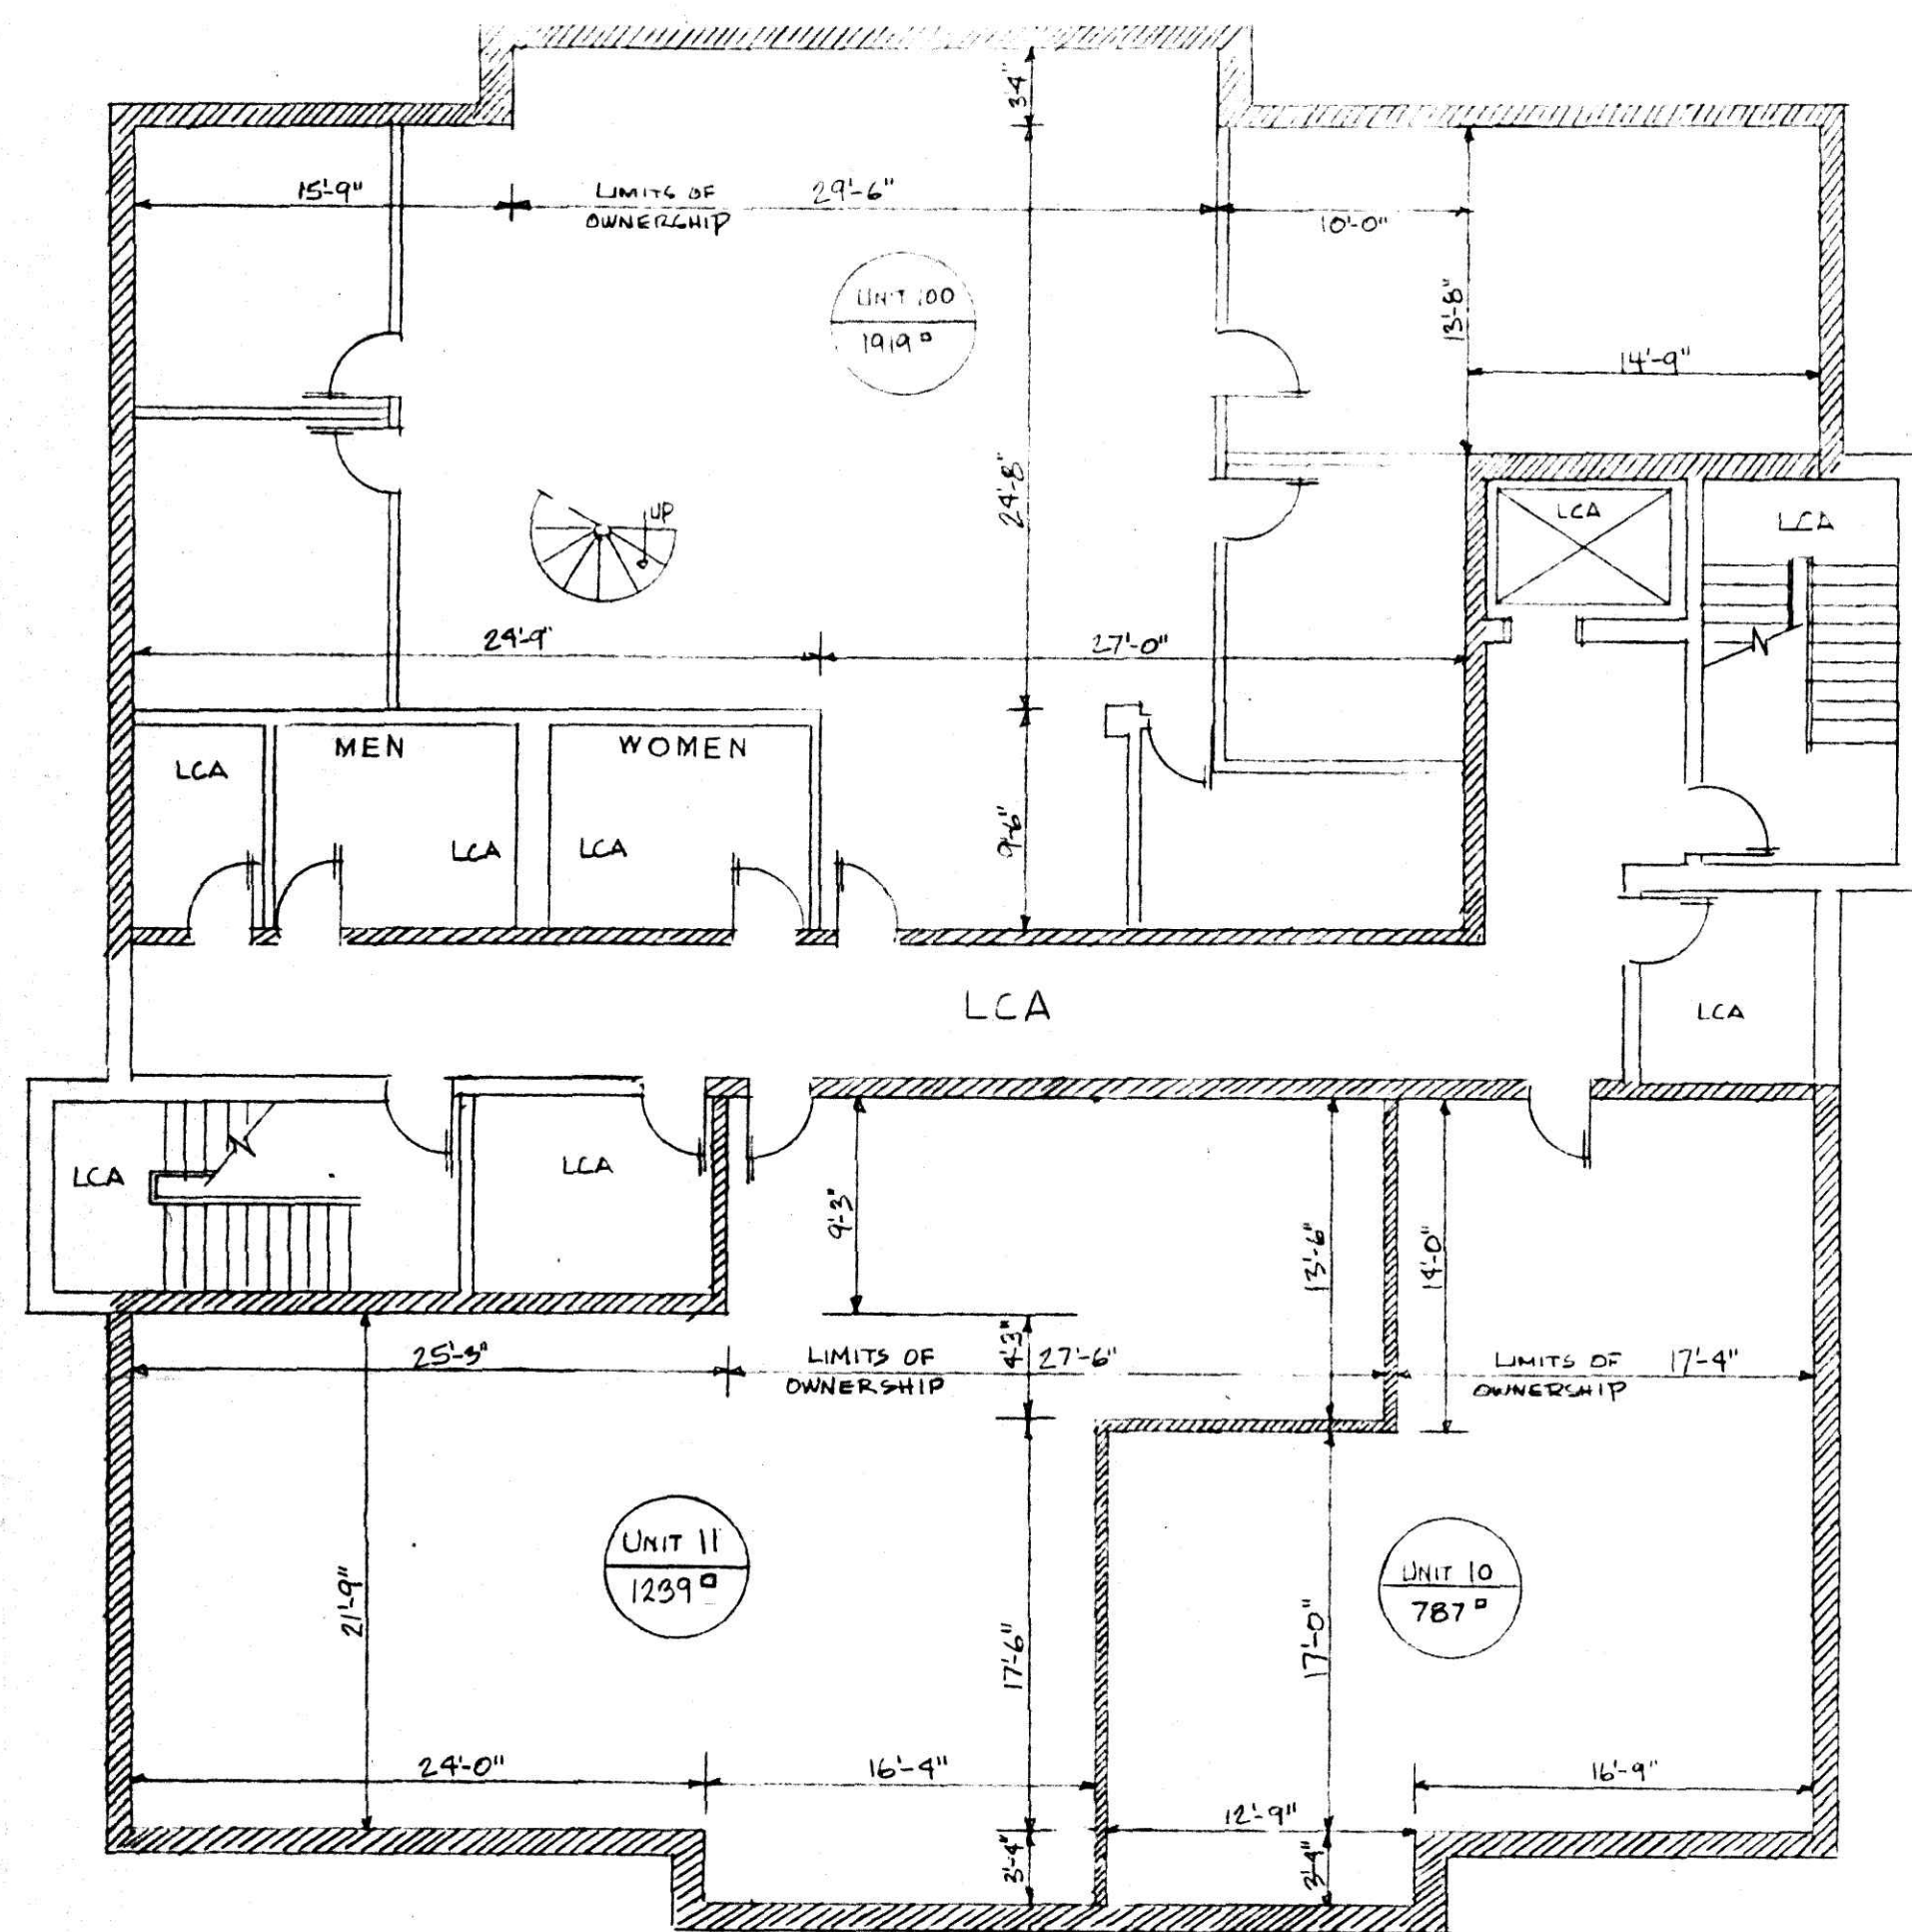 3'-4"
15'-9"
LIMITS OF
OWNERSHIP
29'-6"
10'-0"
UNIT 100
1919
13'-8"
14'-9"
24'-8"
UP
LCA
LCA
24'-9"
27'-0"
MEN
WOMEN
LCA
LCA
LCA
9'-6"
LCA
LCA
LCA
LCA
9'-3"
13'-6"
14'-0"
25'-3"
LIMITS OF
OWNERSHIP
4'-3"
27'-6"
LIMITS OF
OWNERSHIP
17'-4"
UNIT 11
1239
UNIT 10
787
21'-9"
17'-6"
17'-0"
24'-0"
16'-4"
16'-9"
12'-9"
3'-4"
3'-4"